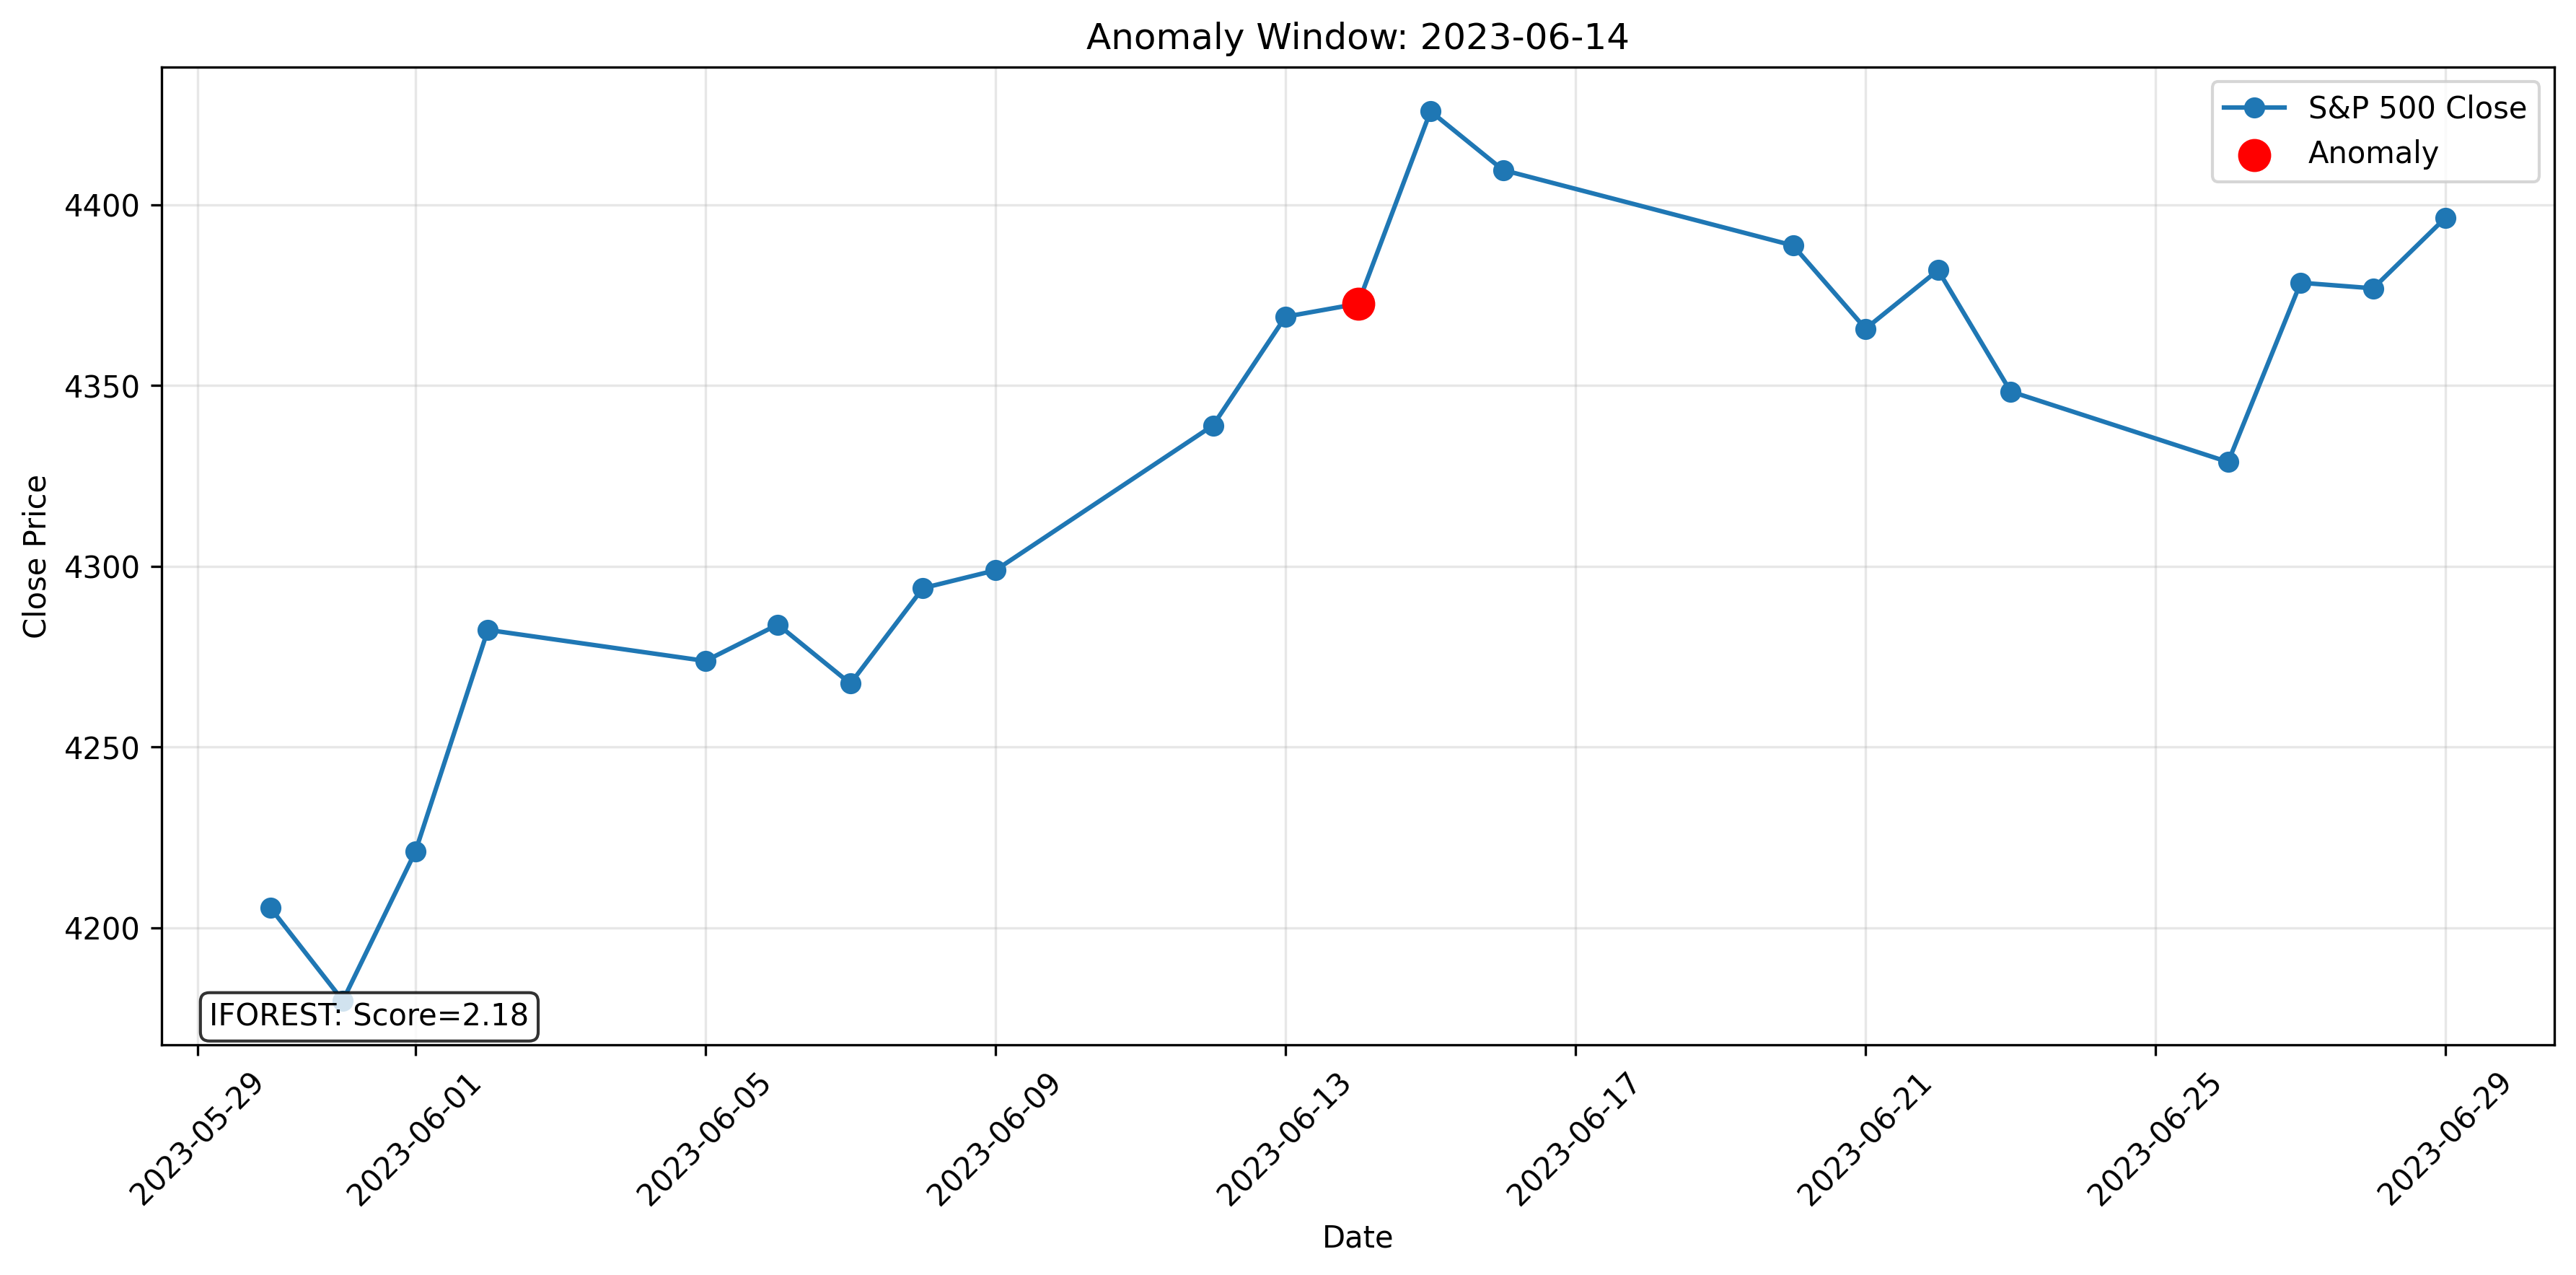 Anomaly Window: 2023-06-14
S&P 500 Close
Anomaly
Close Price
4400
4350
4300
4250
4200
IFOREST: Score=2.18
2023-05-29
2023-06-01
2023-06-05
2023-06-09
2023-06-13
2023-06-17
2023-06-21
2023-06-25
2023-06-29
Date